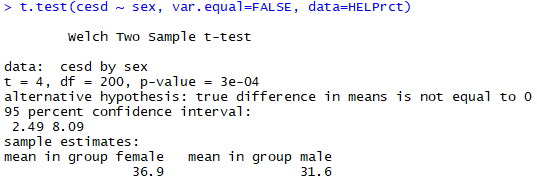 > t.test(cesd ~ sex, var.equal=FALSE, data=HELPrct)
Welch Two Sample t-test
data:  cesd by sex
t = 4, df = 200, p-value = 3e-04
alternative hypothesis: true difference in means is not equal to 0
95 percent confidence interval:
 2.49 8.09
sample estimates:
mean in group female   mean in group male
                36.9                 31.6